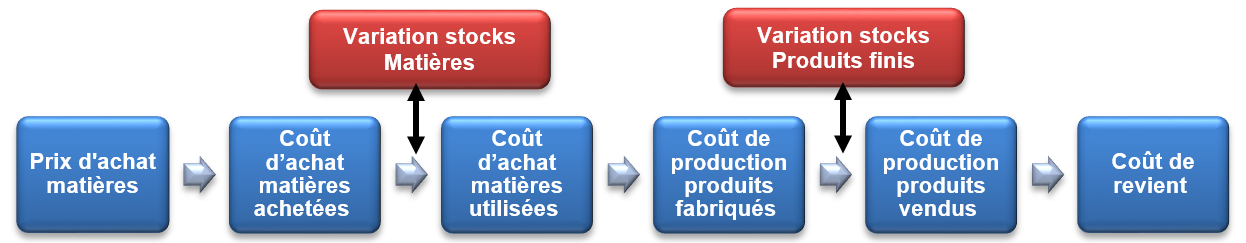 Variation stocks
Matières
Variation stocks
Produits finis
Prix d'achat
matières
Coût
d’achat
matières
achetées
Coût
d’achat
matières
utilisées
Coût de
production
produits
fabriqués
Coût de
production
produits
vendus
Coût de
revient